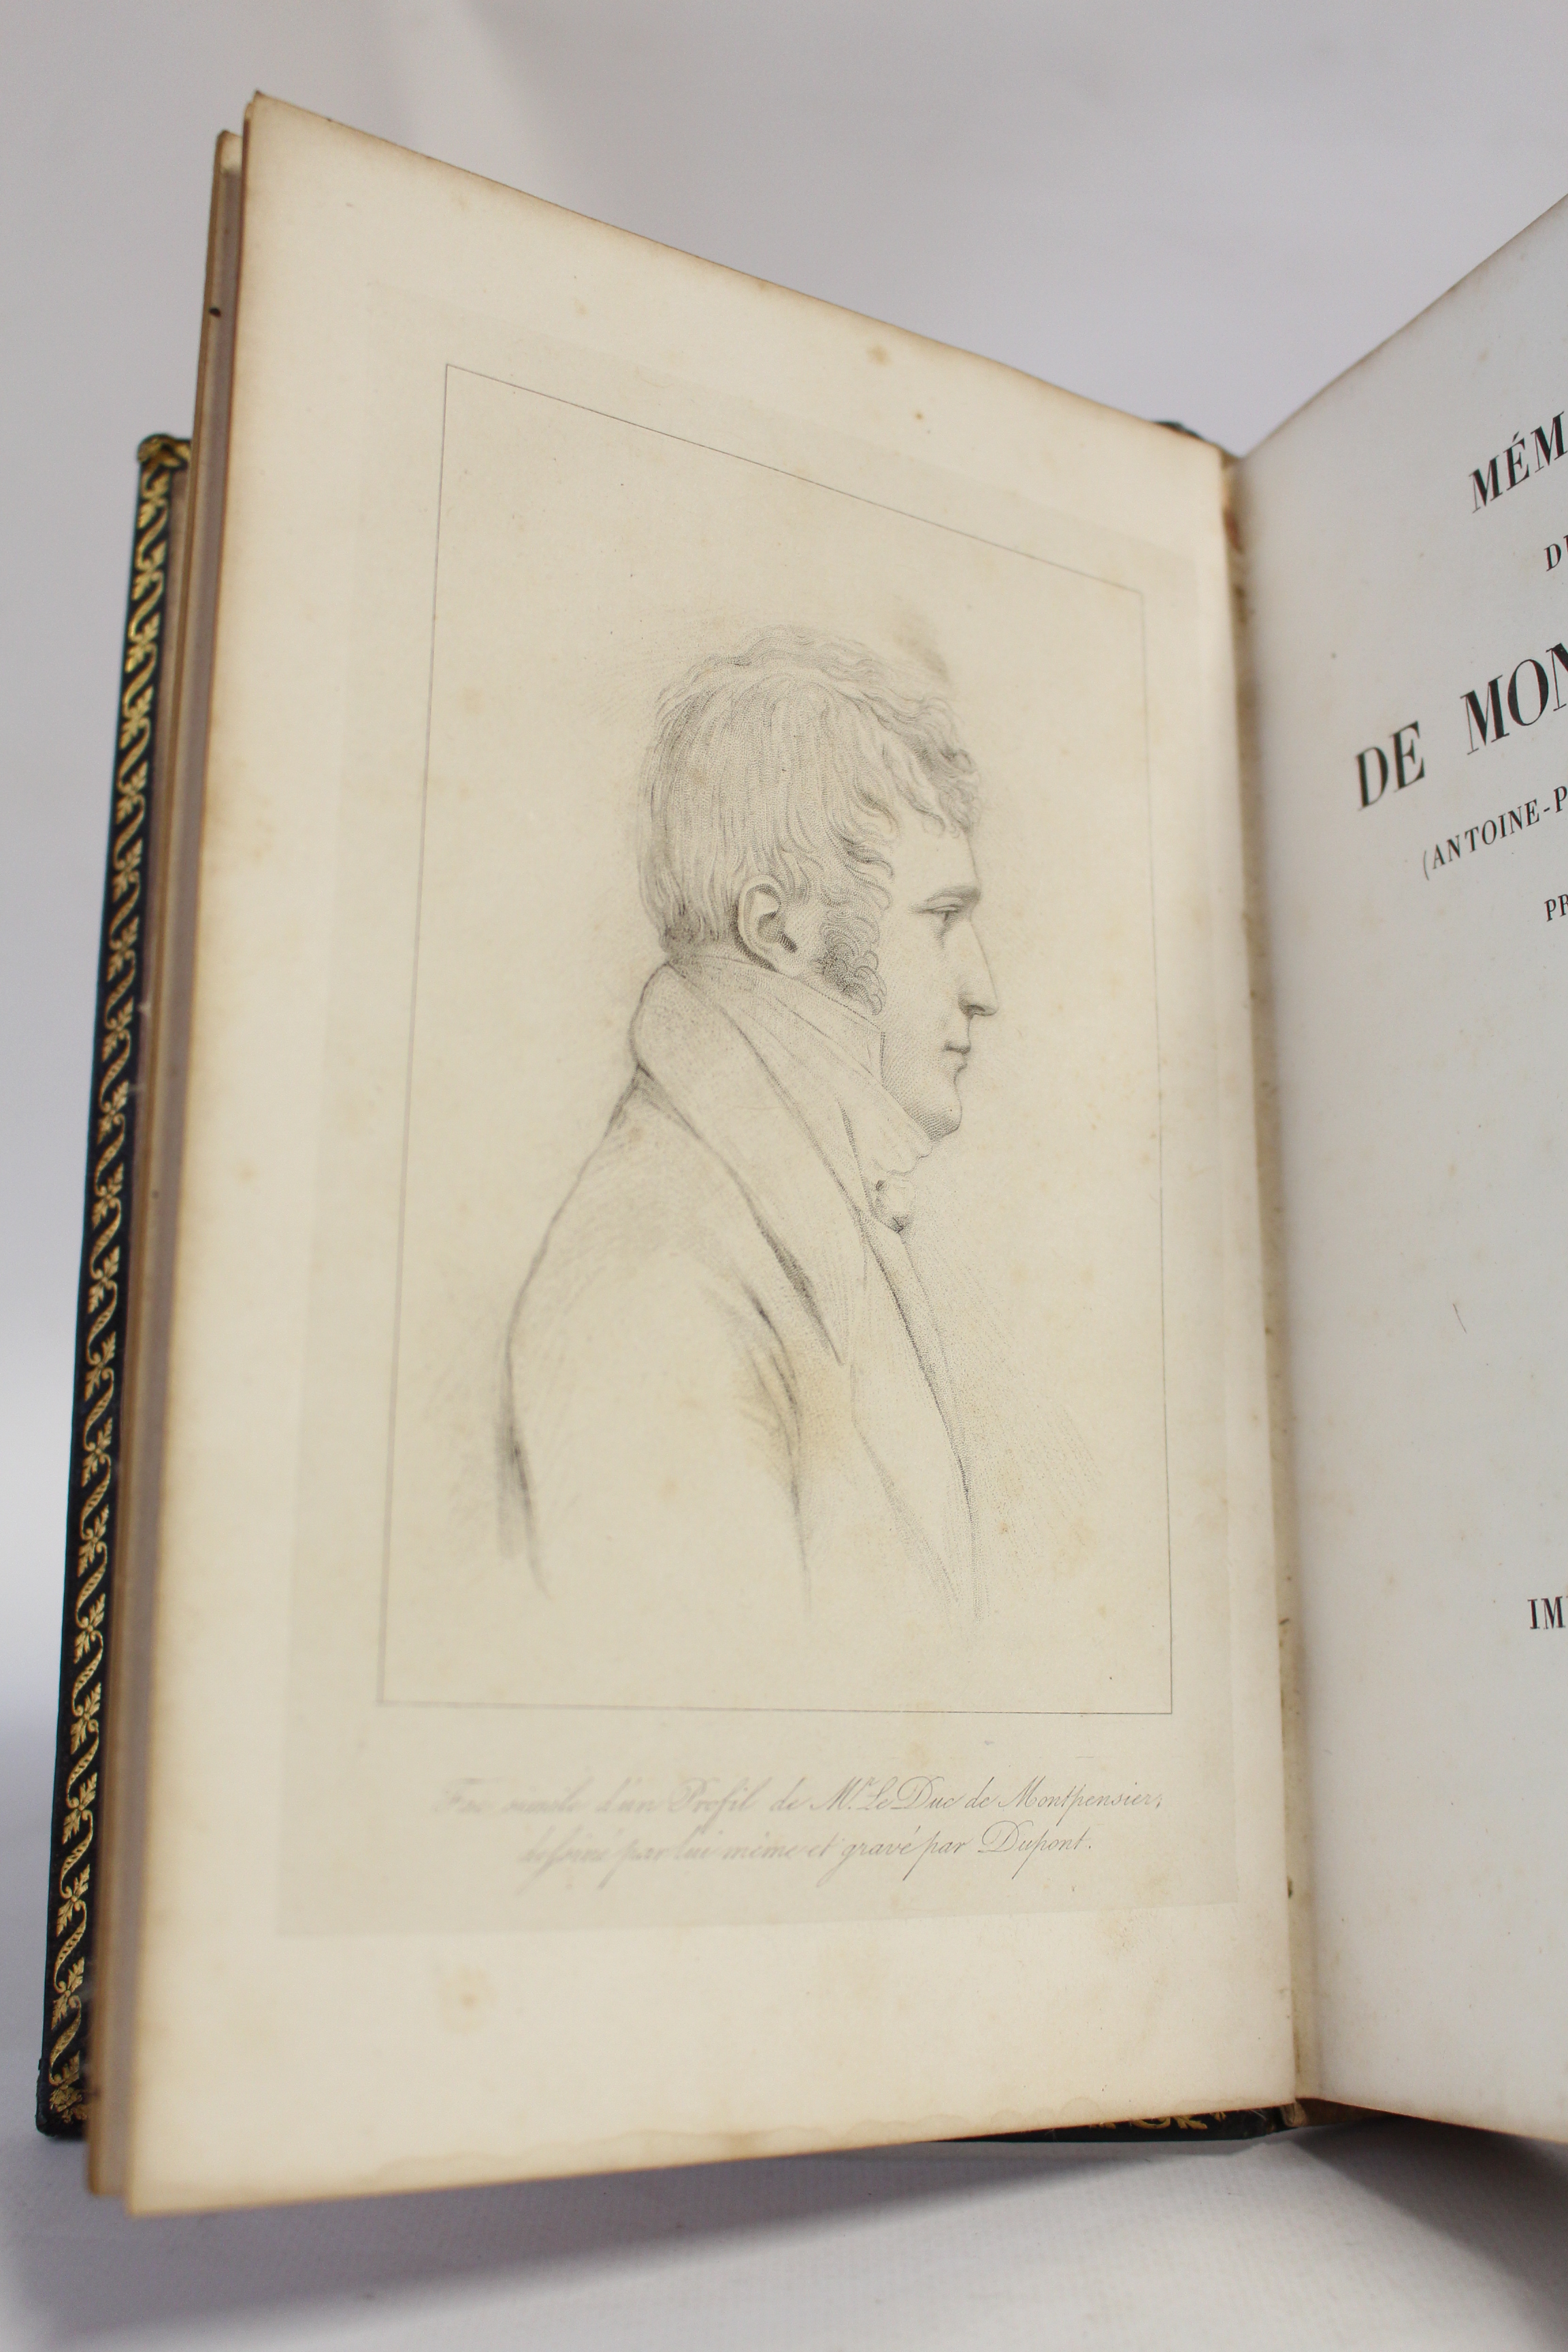 Fac simile d'un Profil de Mr. Le Duc de Montpensier,
dessiné par lui même et gravé par Dupont.
MÉM
DU
DE MON
(ANTOINE-P
PR
IM